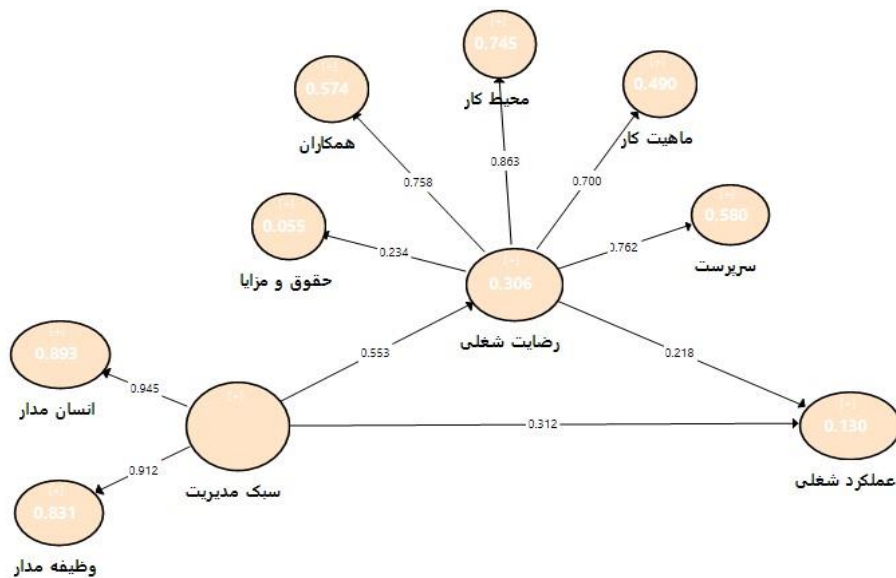 [+]
0.745
محیط کار
[+]
0.574
همکاران
[+]
0.490
ماهیت کار
0.863
0.758
0.700
[+]
0.055
حقوق و مزایا
[+]
0.580
سرپرست
0.234
0.762
[+]
0.306
رضایت شغلی
[+]
0.893
انسان مدار
0.553
0.218
0.945
[+]
سبک مدیریت
0.312
[+]
0.130
عملکرد شغلی
0.912
[+]
0.831
وظیفه مدار